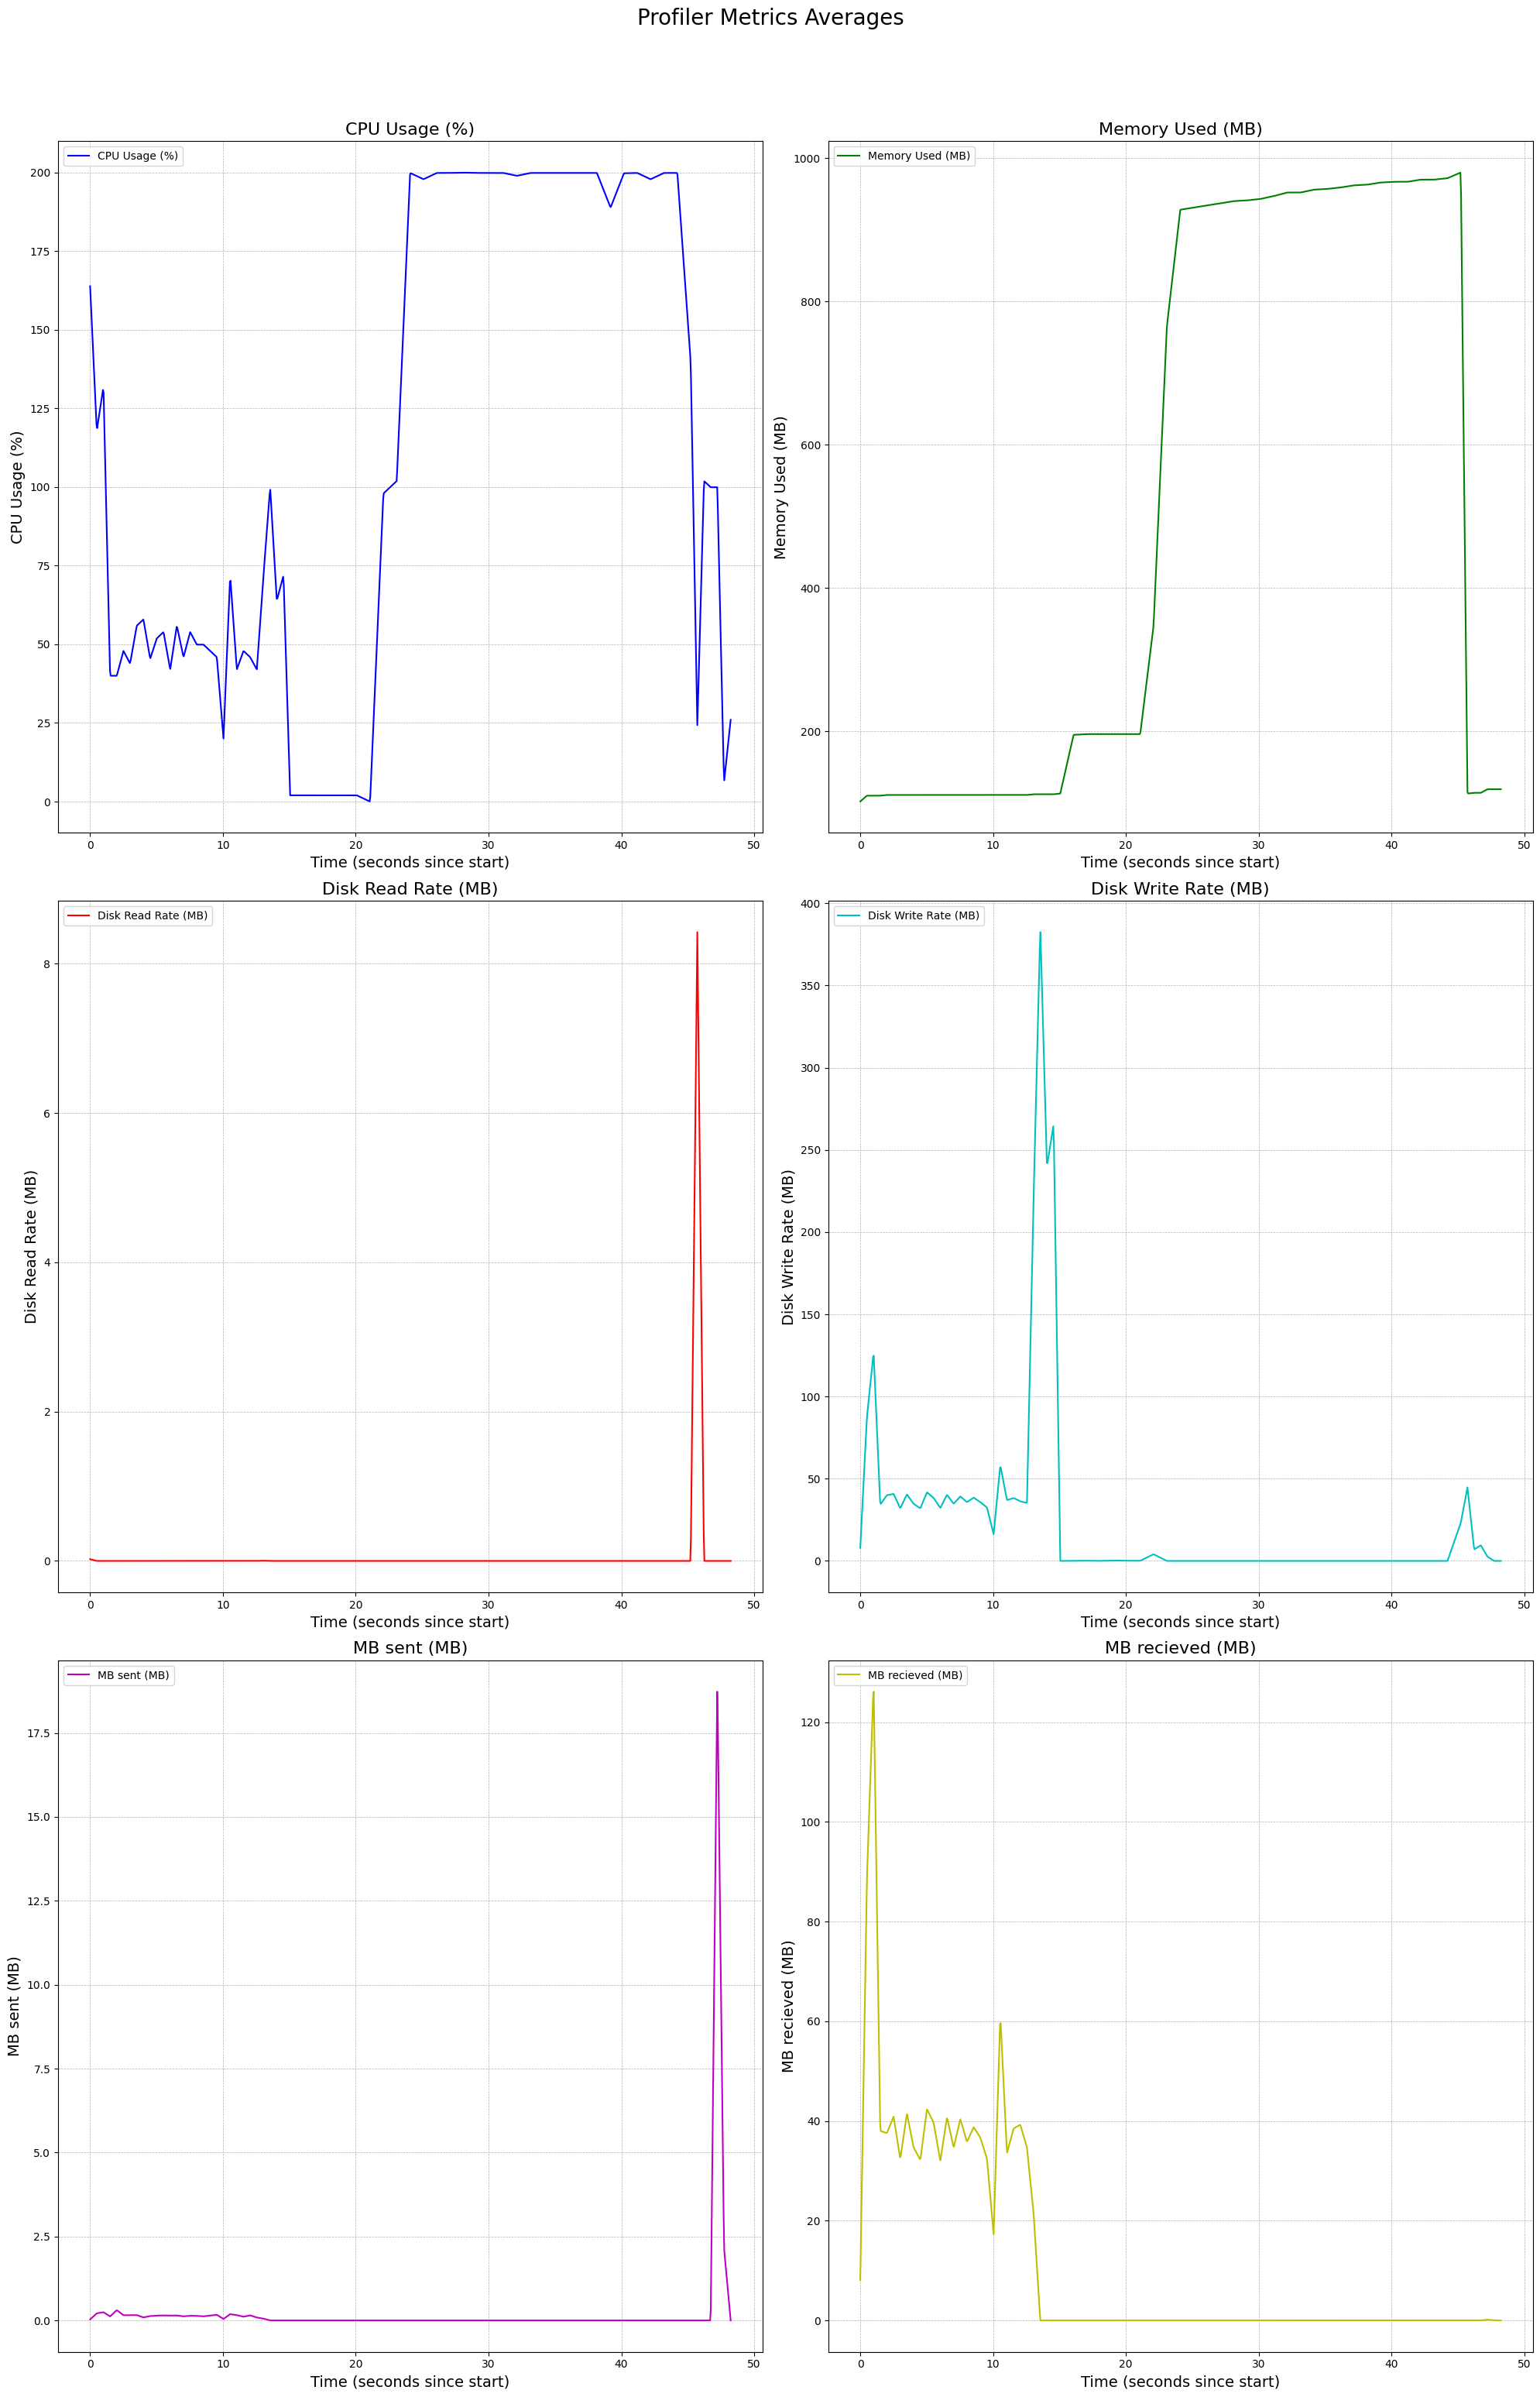 Profiler Metrics Averages
CPU Usage (%)
CPU Usage (%)
CPU Usage (%)
200
175
150
125
100
75
50
25
0
0 10 20 30 40 50
Time (seconds since start)
Memory Used (MB)
Memory Used (MB)
Memory Used (MB)
1000
800
600
400
200
0 10 20 30 40 50
Time (seconds since start)
Disk Read Rate (MB)
Disk Read Rate (MB)
Disk Read Rate (MB)
8
6
4
2
0
0 10 20 30 40 50
Time (seconds since start)
Disk Write Rate (MB)
Disk Write Rate (MB)
Disk Write Rate (MB)
400
350
300
250
200
150
100
50
0
0 10 20 30 40 50
Time (seconds since start)
MB sent (MB)
MB sent (MB)
MB sent (MB)
17.5
15.0
12.5
10.0
7.5
5.0
2.5
0.0
0 10 20 30 40 50
Time (seconds since start)
MB recieved (MB)
MB recieved (MB)
MB recieved (MB)
120
100
80
60
40
20
0
0 10 20 30 40 50
Time (seconds since start)